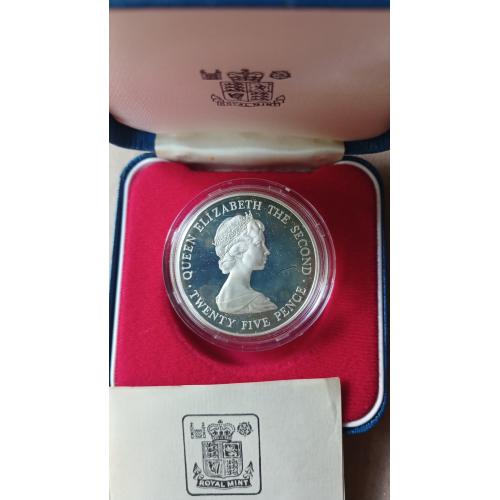 ROYAL MINT
· QUEEN ELIZABETH THE SECOND ·
TWENTY FIVE PENCE
ROYAL MINT